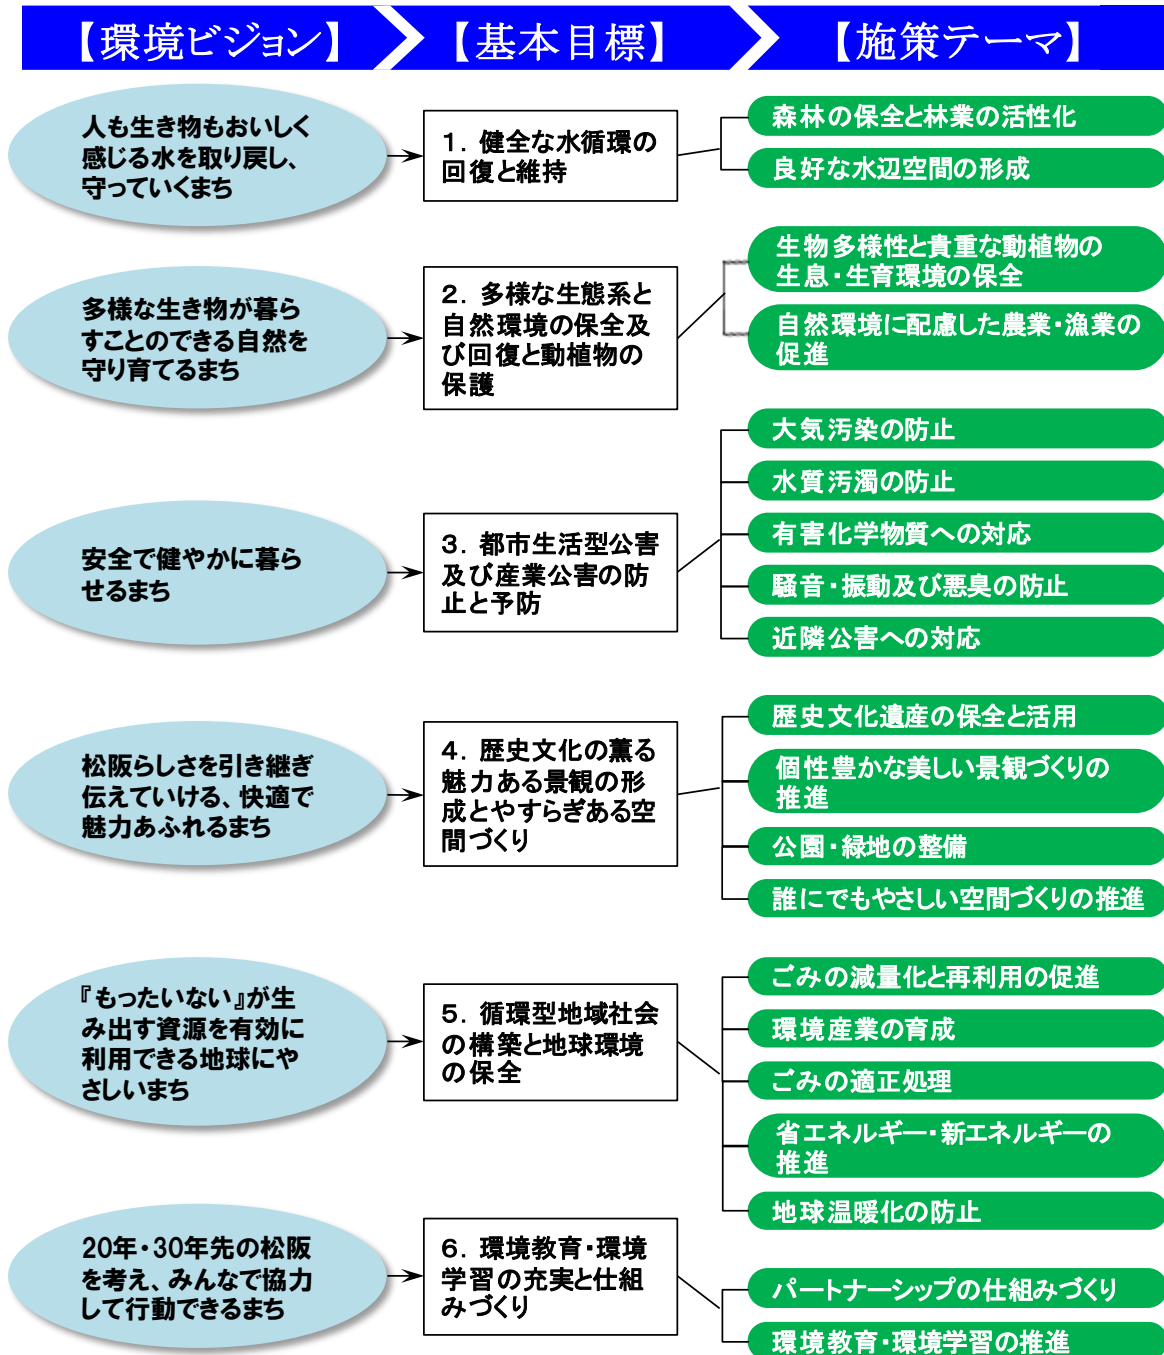 【環境ビジョン】
【基本目標】
【施策テーマ】
人も生き物もおいしく
感じる水を取り戻し、
守っていくまち
1．健全な水循環の
回復と維持
森林の保全と林業の活性化
良好な水辺空間の形成
多様な生き物が暮ら
すことのできる自然を
守り育てるまち
2．多様な生態系と
自然環境の保全及
び回復と動植物の
保護
生物多様性と貴重な動植物の
生息・生育環境の保全
自然環境に配慮した農業・漁業の
促進
安全で健やかに暮ら
せるまち
3．都市生活型公害
及び産業公害の防
止と予防
大気汚染の防止
水質汚濁の防止
有害化学物質への対応
騒音・振動及び悪臭の防止
近隣公害への対応
松阪らしさを引き継ぎ
伝えていける、快適で
魅力あふれるまち
4．歴史文化の薫る
魅力ある景観の形
成とやすらぎある空
間づくり
歴史文化遺産の保全と活用
個性豊かな美しい景観づくりの
推進
公園・緑地の整備
誰にでもやさしい空間づくりの推進
『もったいない』が生
み出す資源を有効に
利用できる地球にや
さしいまち
5．循環型地域社会
の構築と地球環境
の保全
ごみの減量化と再利用の促進
環境産業の育成
ごみの適正処理
省エネルギー・新エネルギーの
推進
地球温暖化の防止
20年・30年先の松阪
を考え、みんなで協力
して行動できるまち
6．環境教育・環境
学習の充実と仕組
みづくり
パートナーシップの仕組みづくり
環境教育・環境学習の推進